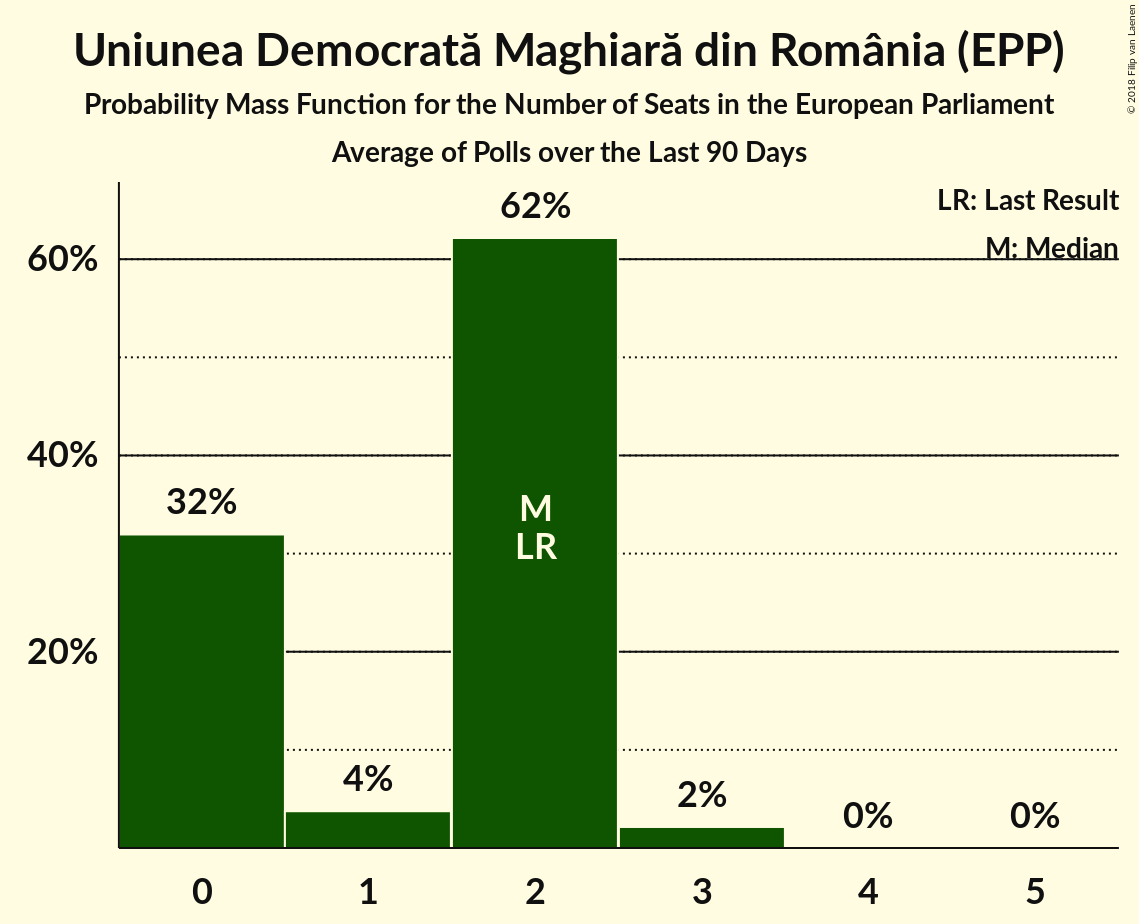 Uniunea Democrată Maghiară din România (EPP)
Probability Mass Function for the Number of Seats in the European Parliament
Average of Polls over the Last 90 Days
© 2018 Filip van Laenen
LR: Last Result
M: Median
60%
40%
20%
32%
4%
62%
M
LR
2%
0%
0%
0
1
2
3
4
5